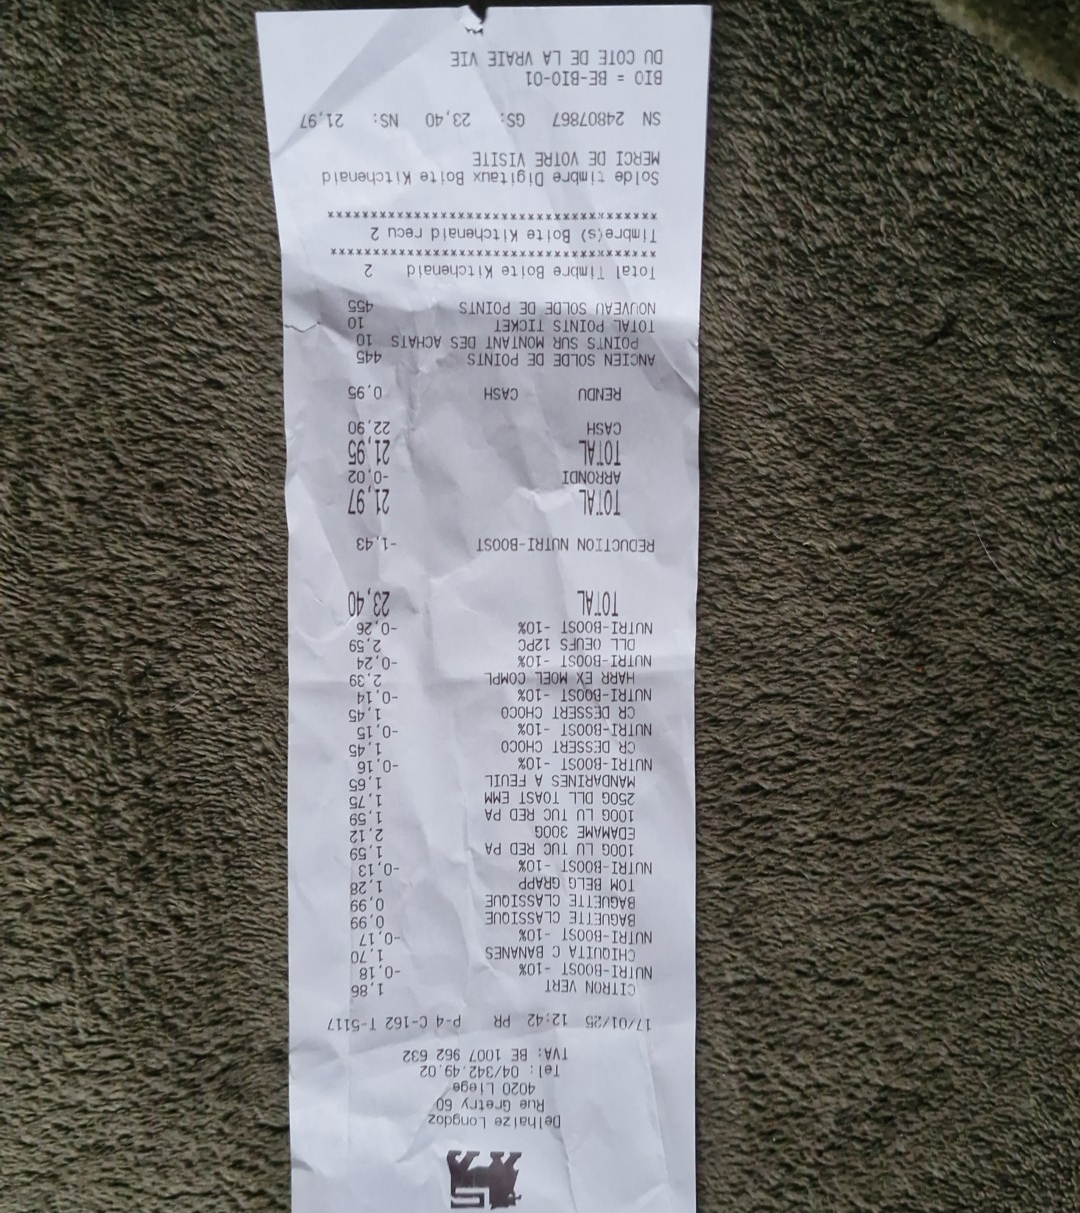 Delhaize Longdoz
Rue Gretry 60
4020 Liege
Tel: 04/342.49.02
TVA: BE 1007 962 632
17/01/25 12:42 PR P-4 C-162 T-5117
CITRON VERT 1,86
NUTRI-BOOST -10% -0,18
CHIQUITA C BANANES 1,70
NUTRI-BOOST -10% -0,17
BAGUETTE CLASSIQUE 0,99
BAGUETTE CLASSIQUE 0,99
TOM BELG GRAPP 1,28
NUTRI-BOOST -10% -0,13
100G LU TUC RED PA 1,59
EDAMAME 300G 2,12
100G LU TUC RED PA 1,59
250G DLL TOAST EMM 1,75
MANDARINES A FEUIL 1,65
NUTRI-BOOST -10% -0,16
CR DESSERT CHOCO 1,45
NUTRI-BOOST -10% -0,15
CR DESSERT CHOCO 1,45
NUTRI-BOOST -10% -0,14
HARR EX MOEL COMPL 2,39
NUTRI-BOOST -10% -0,24
DLL OEUFS 12PC 2,59
NUTRI-BOOST -10% -0,26
TOTAL 23,40
REDUCTION NUTRI-BOOST -1,43
TOTAL 21,97
ARRONDI -0,02
TOTAL 21,95
CASH 22,90
RENDU CASH 0,95
ANCIEN SOLDE DE POINTS 445
POINTS SUR MONTANT DES ACHATS 10
TOTAL POINTS TICKET 10
NOUVEAU SOLDE DE POINTS 455
Total Timbre Boite Kitchenaid 2
***************************************
Timbre(s) Boite Kitchenaid recu 2
***************************************
Solde timbre Digitaux Boite Kitchenaid
MERCI DE VOTRE VISITE
SN 24807867 GS: 23,40 NS: 21,97
BIO = BE-BIO-01
DU COTE DE LA VRAIE VIE